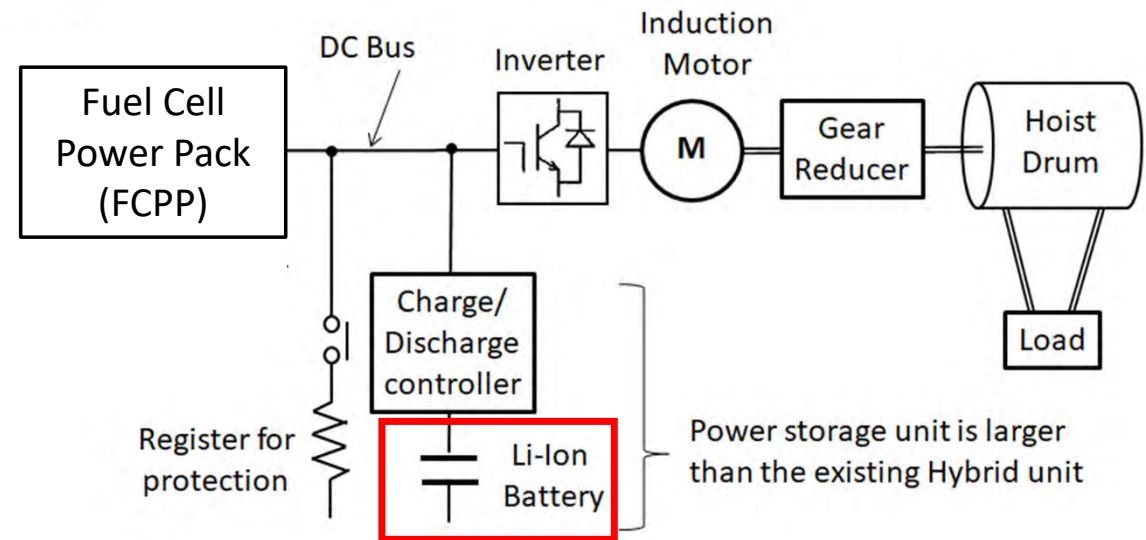 Fuel Cell
Power Pack
(FCPP)
DC Bus
Inverter
Induction
Motor
M
Gear
Reducer
Hoist
Drum
Load
Charge/
Discharge
controller
Register for
protection
Li-Ion
Battery
Power storage unit is larger
than the existing Hybrid unit